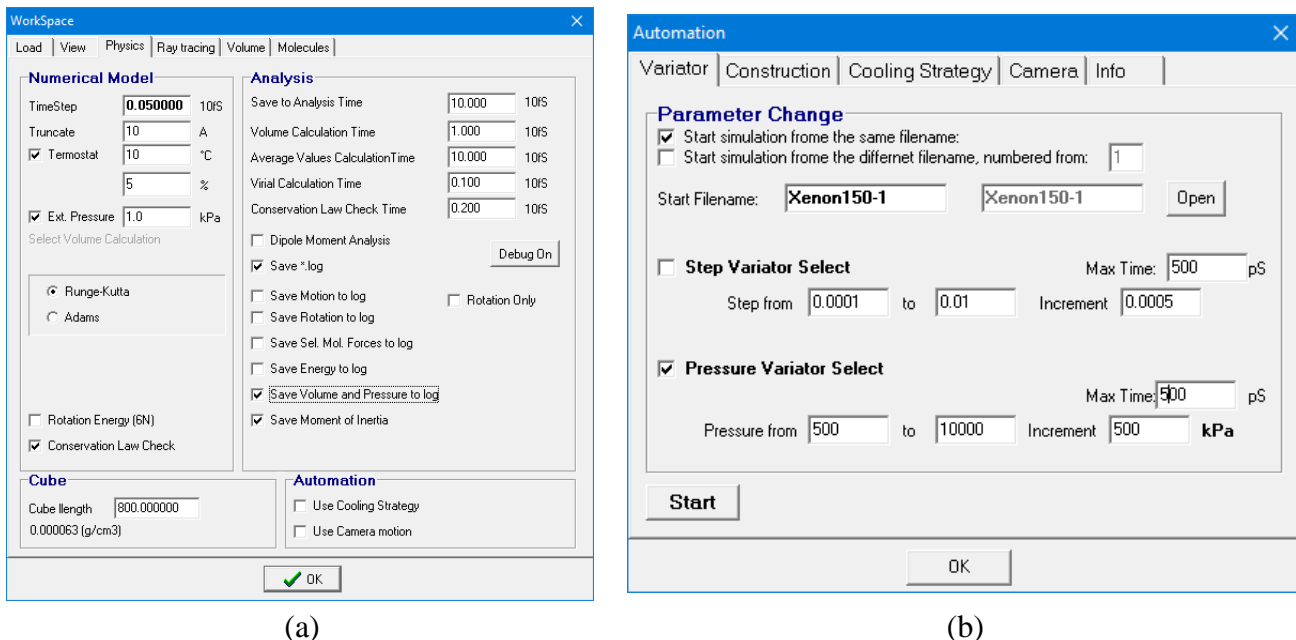 WorkSpace
Load View Physics Ray tracing Volume Molecules
Numerical Model
TimeStep 0.050000 10fS
Truncate 10 A
Termostat 10 °C
5 %
Ext. Pressure 1.0 kPa
Select Volume Calculation
Runge-Kutta
Adams
Rotation Energy (6N)
Conservation Law Check
Analysis
Save to Analysis Time 10.000 10fS
Volume Calculation Time 1.000 10fS
Average Values CalculationTime 10.000 10fS
Virial Calculation Time 0.100 10fS
Conservation Law Check Time 0.200 10fS
Dipole Moment Analysis
Debug On
Save *.log
Save Motion to log Rotation Only
Save Rotation to log
Save Sel. Mol. Forces to log
Save Energy to log
Save Volume and Pressure to log
Save Moment of Inertia
Cube
Cube llength 800.000000
0.000063 (g/cm3)
Automation
Use Cooling Strategy
Use Camera motion
OK
(a)
Automation
Variator Construction Cooling Strategy Camera Info
Parameter Change
Start simulation frome the same filename:
Start simulation frome the differnet filename, numbered from: 1
Start Filename: Xenon150-1 Xenon150-1 Open
Step Variator Select Max Time: 500 pS
Step from 0.0001 to 0.01 Increment 0.0005
Pressure Variator Select
Max Time: 500 pS
Pressure from 500 to 10000 Increment 500 kPa
Start
OK
(b)